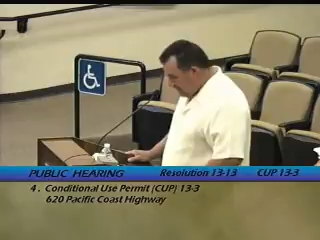 PUBLIC HEARING Resolution 13-13 CUP 13-3
4. Conditional Use Permit (CUP) 13-3
620 Pacific Coast Highway